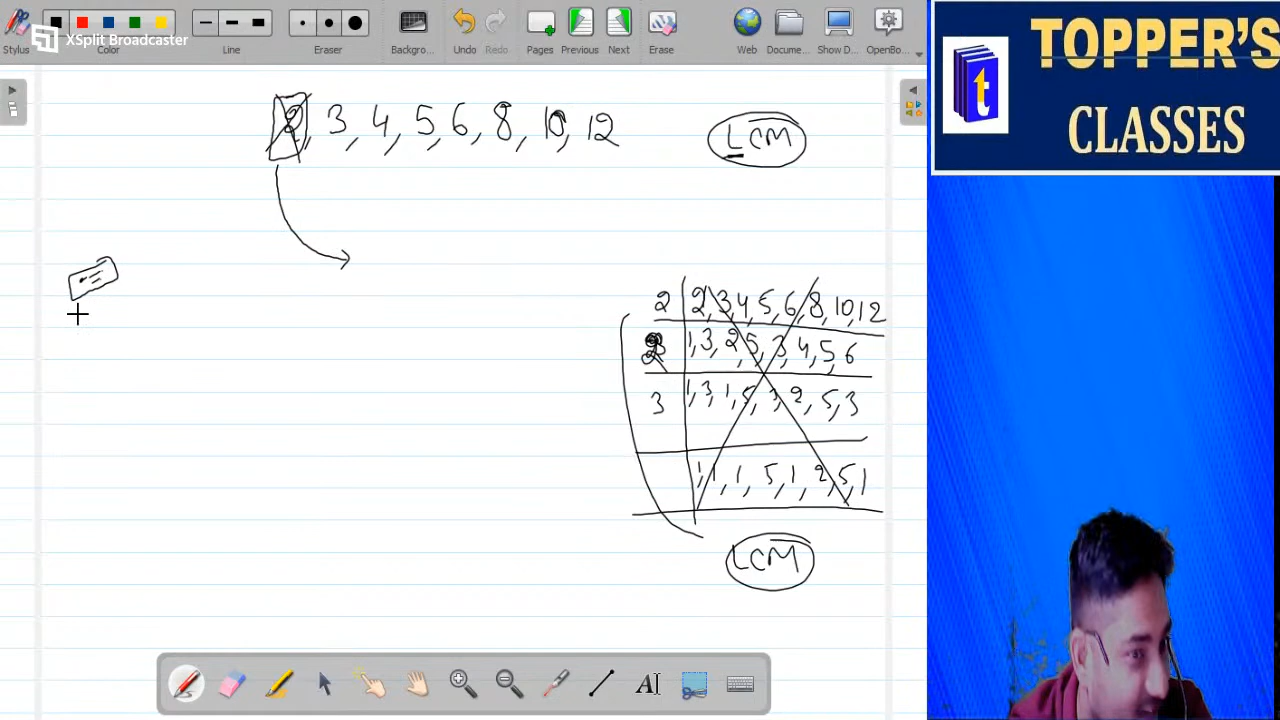 Stylus Color Line Eraser Backgro... Undo Redo Pages Previous Next Erase Web Docume... Show D... OpenBo...
XSplit Broadcaster
TOPPER'S
CLASSES
t
2, 3, 4, 5, 6, 8, 10, 12
LCM
2 2, 3, 4, 5, 6, 8, 10, 12
2 1, 3, 2, 5, 3, 4, 5, 6
3 1, 3, 1, 5, 3, 2, 5, 3
1, 1, 1, 5, 1, 2, 5, 1
LCM
A